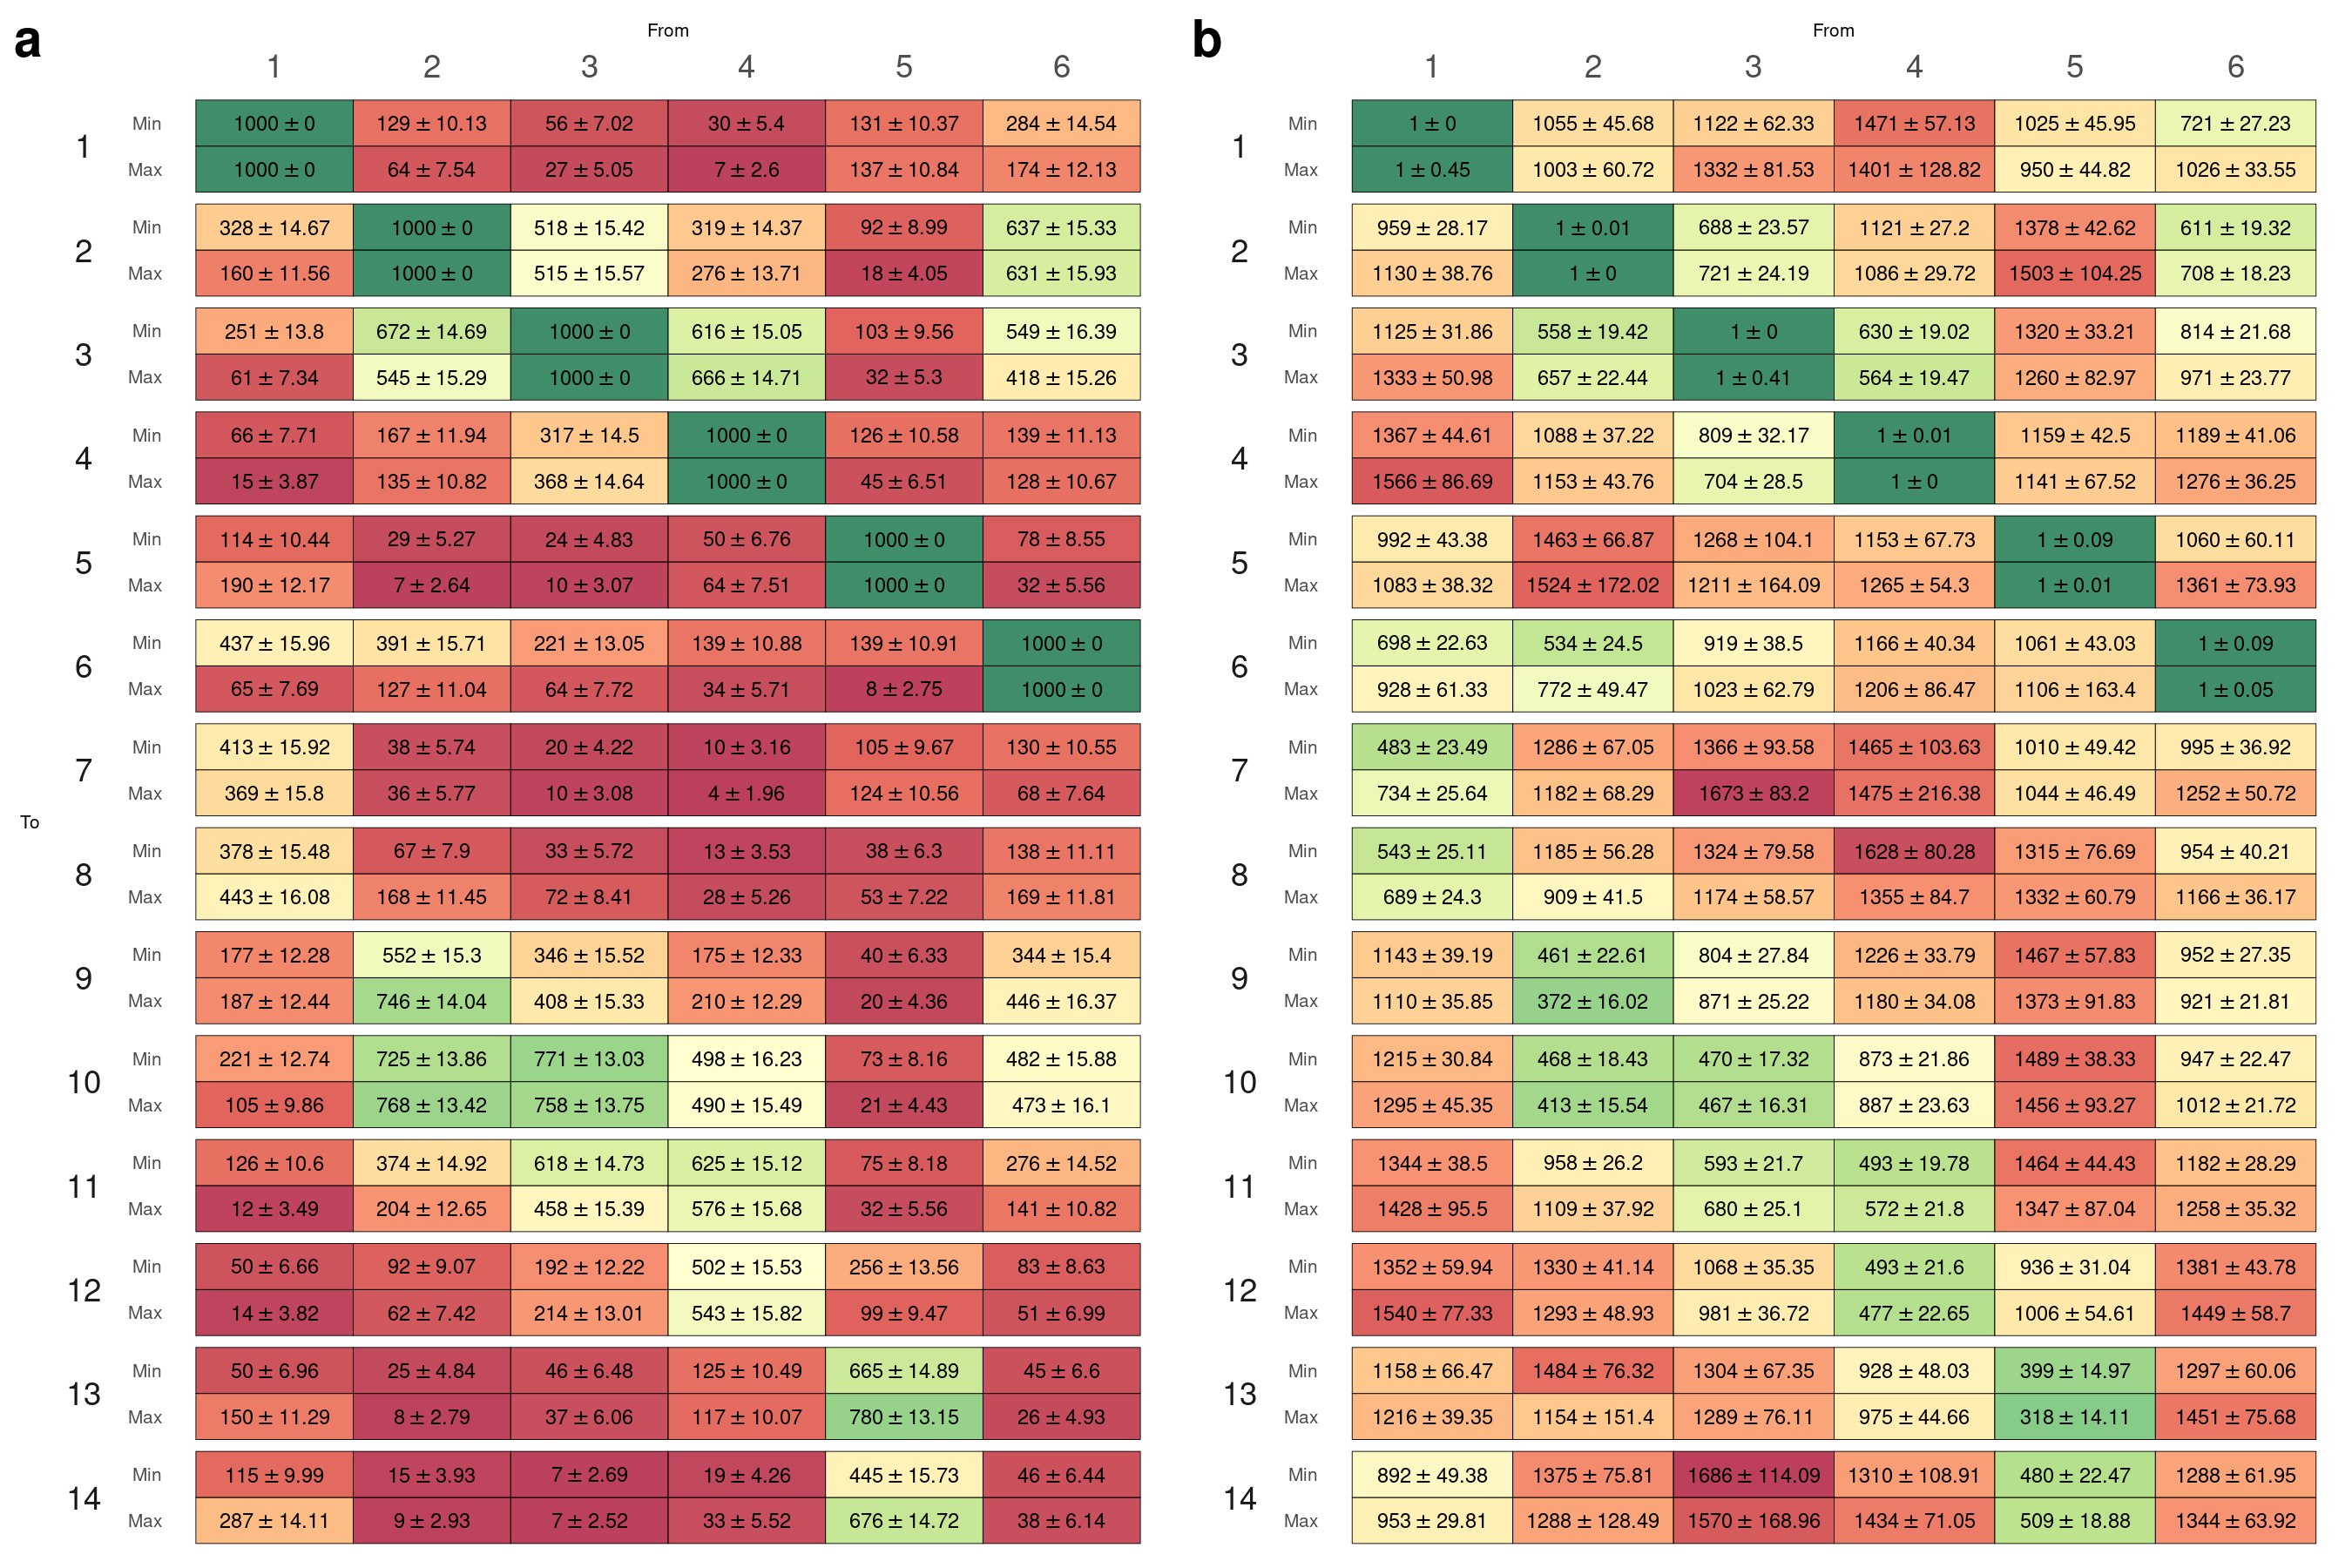 a
From
1 2 3 4 5 6
1
Min 1000 ± 0 129 ± 10.13 56 ± 7.02 30 ± 5.4 131 ± 10.37 284 ± 14.54
Max 1000 ± 0 64 ± 7.54 27 ± 5.05 7 ± 2.6 137 ± 10.84 174 ± 12.13
2
Min 328 ± 14.67 1000 ± 0 518 ± 15.42 319 ± 14.37 92 ± 8.99 637 ± 15.33
Max 160 ± 11.56 1000 ± 0 515 ± 15.57 276 ± 13.71 18 ± 4.05 631 ± 15.93
3
Min 251 ± 13.8 672 ± 14.69 1000 ± 0 616 ± 15.05 103 ± 9.56 549 ± 16.39
Max 61 ± 7.34 545 ± 15.29 1000 ± 0 666 ± 14.71 32 ± 5.3 418 ± 15.26
4
Min 66 ± 7.71 167 ± 11.94 317 ± 14.5 1000 ± 0 126 ± 10.58 139 ± 11.13
Max 15 ± 3.87 135 ± 10.82 368 ± 14.64 1000 ± 0 45 ± 6.51 128 ± 10.67
5
Min 114 ± 10.44 29 ± 5.27 24 ± 4.83 50 ± 6.76 1000 ± 0 78 ± 8.55
Max 190 ± 12.17 7 ± 2.64 10 ± 3.07 64 ± 7.51 1000 ± 0 32 ± 5.56
6
Min 437 ± 15.96 391 ± 15.71 221 ± 13.05 139 ± 10.88 139 ± 10.91 1000 ± 0
Max 65 ± 7.69 127 ± 11.04 64 ± 7.72 34 ± 5.71 8 ± 2.75 1000 ± 0
7
Min 413 ± 15.92 38 ± 5.74 20 ± 4.22 10 ± 3.16 105 ± 9.67 130 ± 10.55
Max 369 ± 15.8 36 ± 5.77 10 ± 3.08 4 ± 1.96 124 ± 10.56 68 ± 7.64
To
8
Min 378 ± 15.48 67 ± 7.9 33 ± 5.72 13 ± 3.53 38 ± 6.3 138 ± 11.11
Max 443 ± 16.08 168 ± 11.45 72 ± 8.41 28 ± 5.26 53 ± 7.22 169 ± 11.81
9
Min 177 ± 12.28 552 ± 15.3 346 ± 15.52 175 ± 12.33 40 ± 6.33 344 ± 15.4
Max 187 ± 12.44 746 ± 14.04 408 ± 15.33 210 ± 12.29 20 ± 4.36 446 ± 16.37
10
Min 221 ± 12.74 725 ± 13.86 771 ± 13.03 498 ± 16.23 73 ± 8.16 482 ± 15.88
Max 105 ± 9.86 768 ± 13.42 758 ± 13.75 490 ± 15.49 21 ± 4.43 473 ± 16.1
11
Min 126 ± 10.6 374 ± 14.92 618 ± 14.73 625 ± 15.12 75 ± 8.18 276 ± 14.52
Max 12 ± 3.49 204 ± 12.65 458 ± 15.39 576 ± 15.68 32 ± 5.56 141 ± 10.82
12
Min 50 ± 6.66 92 ± 9.07 192 ± 12.22 502 ± 15.53 256 ± 13.56 83 ± 8.63
Max 14 ± 3.82 62 ± 7.42 214 ± 13.01 543 ± 15.82 99 ± 9.47 51 ± 6.99
13
Min 50 ± 6.96 25 ± 4.84 46 ± 6.48 125 ± 10.49 665 ± 14.89 45 ± 6.6
Max 150 ± 11.29 8 ± 2.79 37 ± 6.06 117 ± 10.07 780 ± 13.15 26 ± 4.93
14
Min 115 ± 9.99 15 ± 3.93 7 ± 2.69 19 ± 4.26 445 ± 15.73 46 ± 6.44
Max 287 ± 14.11 9 ± 2.93 7 ± 2.52 33 ± 5.52 676 ± 14.72 38 ± 6.14
b
From
1 2 3 4 5 6
1
Min 1 ± 0 1055 ± 45.68 1122 ± 62.33 1471 ± 57.13 1025 ± 45.95 721 ± 27.23
Max 1 ± 0.45 1003 ± 60.72 1332 ± 81.53 1401 ± 128.82 950 ± 44.82 1026 ± 33.55
2
Min 959 ± 28.17 1 ± 0.01 688 ± 23.57 1121 ± 27.2 1378 ± 42.62 611 ± 19.32
Max 1130 ± 38.76 1 ± 0 721 ± 24.19 1086 ± 29.72 1503 ± 104.25 708 ± 18.23
3
Min 1125 ± 31.86 558 ± 19.42 1 ± 0 630 ± 19.02 1320 ± 33.21 814 ± 21.68
Max 1333 ± 50.98 657 ± 22.44 1 ± 0.41 564 ± 19.47 1260 ± 82.97 971 ± 23.77
4
Min 1367 ± 44.61 1088 ± 37.22 809 ± 32.17 1 ± 0.01 1159 ± 42.5 1189 ± 41.06
Max 1566 ± 86.69 1153 ± 43.76 704 ± 28.5 1 ± 0 1141 ± 67.52 1276 ± 36.25
5
Min 992 ± 43.38 1463 ± 66.87 1268 ± 104.1 1153 ± 67.73 1 ± 0.09 1060 ± 60.11
Max 1083 ± 38.32 1524 ± 172.02 1211 ± 164.09 1265 ± 54.3 1 ± 0.01 1361 ± 73.93
6
Min 698 ± 22.63 534 ± 24.5 919 ± 38.5 1166 ± 40.34 1061 ± 43.03 1 ± 0.09
Max 928 ± 61.33 772 ± 49.47 1023 ± 62.79 1206 ± 86.47 1106 ± 163.4 1 ± 0.05
7
Min 483 ± 23.49 1286 ± 67.05 1366 ± 93.58 1465 ± 103.63 1010 ± 49.42 995 ± 36.92
Max 734 ± 25.64 1182 ± 68.29 1673 ± 83.2 1475 ± 216.38 1044 ± 46.49 1252 ± 50.72
8
Min 543 ± 25.11 1185 ± 56.28 1324 ± 79.58 1628 ± 80.28 1315 ± 76.69 954 ± 40.21
Max 689 ± 24.3 909 ± 41.5 1174 ± 58.57 1355 ± 84.7 1332 ± 60.79 1166 ± 36.17
9
Min 1143 ± 39.19 461 ± 22.61 804 ± 27.84 1226 ± 33.79 1467 ± 57.83 952 ± 27.35
Max 1110 ± 35.85 372 ± 16.02 871 ± 25.22 1180 ± 34.08 1373 ± 91.83 921 ± 21.81
10
Min 1215 ± 30.84 468 ± 18.43 470 ± 17.32 873 ± 21.86 1489 ± 38.33 947 ± 22.47
Max 1295 ± 45.35 413 ± 15.54 467 ± 16.31 887 ± 23.63 1456 ± 93.27 1012 ± 21.72
11
Min 1344 ± 38.5 958 ± 26.2 593 ± 21.7 493 ± 19.78 1464 ± 44.43 1182 ± 28.29
Max 1428 ± 95.5 1109 ± 37.92 680 ± 25.1 572 ± 21.8 1347 ± 87.04 1258 ± 35.32
12
Min 1352 ± 59.94 1330 ± 41.14 1068 ± 35.35 493 ± 21.6 936 ± 31.04 1381 ± 43.78
Max 1540 ± 77.33 1293 ± 48.93 981 ± 36.72 477 ± 22.65 1006 ± 54.61 1449 ± 58.7
13
Min 1158 ± 66.47 1484 ± 76.32 1304 ± 67.35 928 ± 48.03 399 ± 14.97 1297 ± 60.06
Max 1216 ± 39.35 1154 ± 151.4 1289 ± 76.11 975 ± 44.66 318 ± 14.11 1451 ± 75.68
14
Min 892 ± 49.38 1375 ± 75.81 1686 ± 114.09 1310 ± 108.91 480 ± 22.47 1288 ± 61.95
Max 953 ± 29.81 1288 ± 128.49 1570 ± 168.96 1434 ± 71.05 509 ± 18.88 1344 ± 63.92